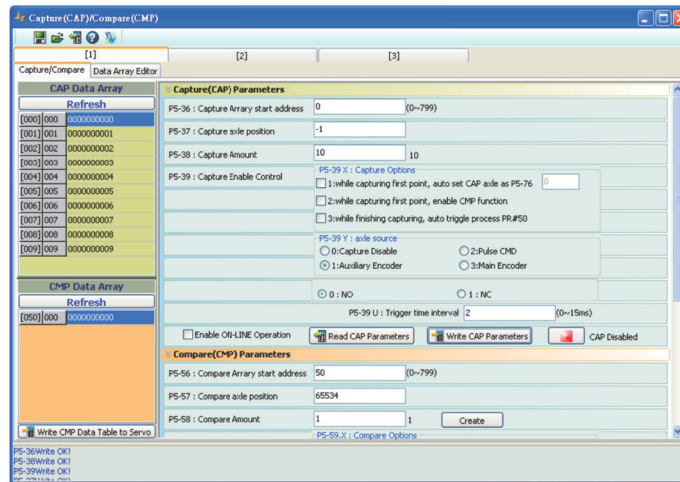 Capture(CAP)/Compare(CMP)
[1] [2] [3]
Capture/Compare Data Array Editor
CAP Data Array
Refresh
[000] 000 0000000000
[001] 001 0000000001
[002] 002 0000000002
[003] 003 0000000003
[004] 004 0000000004
[005] 005 0000000005
[006] 006 0000000006
[007] 007 0000000007
[008] 008 0000000008
[009] 009 0000000009
CMP Data Array
Refresh
[050] 000 0000000000
Write CMP Data Table to Servo
Capture(CAP) Parameters
P5-36 : Capture Arrary start address 0 (0~799)
P5-37 : Capture axle position -1
P5-38 : Capture Amount 10 10
P5-39 : Capture Enable Control
P5-39 X : Capture Options
1:while capturing first point, auto set CAP axle as P5-76 0
2:while capturing first point, enable CMP function
3:while finishing capturing, auto trigger process PR#50
P5-39 Y : axle source
0:Capture Disable 2:Pulse CMD
1:Auxiliary Encoder 3:Main Encoder
0 : NO 1 : NC
P5-39 U : Trigger time interval 2 (0~15ms)
Enable ON-LINE Operation Read CAP Parameters Write CAP Parameters CAP Disabled
Compare(CMP) Parameters
P5-56 : Compare Arrary start address 50 (0~799)
P5-57 : Compare axle position 65534
P5-58 : Compare Amount 1 1 Create
P5-59.X : Compare Options
P5-36Write OK!
P5-38Write OK!
P5-39Write OK!
P5-37Write OK!